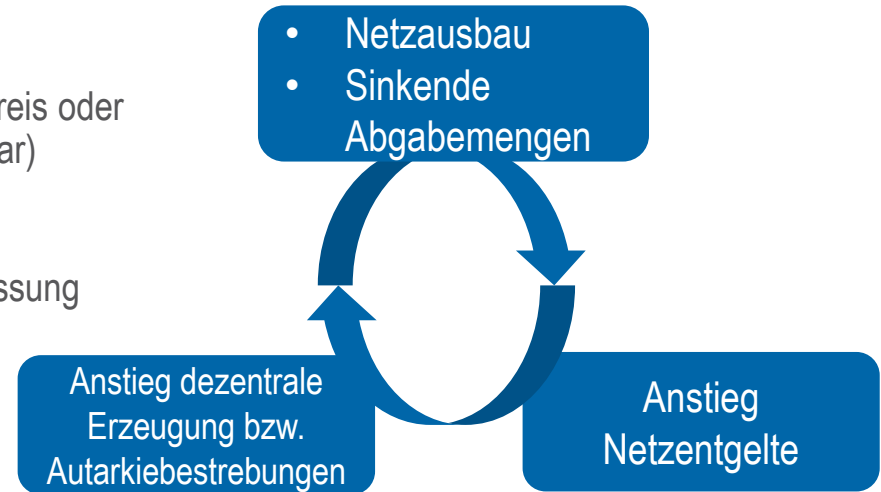 reis oder
ar)
ssung
• Netzausbau
• Sinkende
Abgabemengen
Anstieg dezentrale
Erzeugung bzw.
Autarkiebestrebungen
Anstieg
Netzentgelte